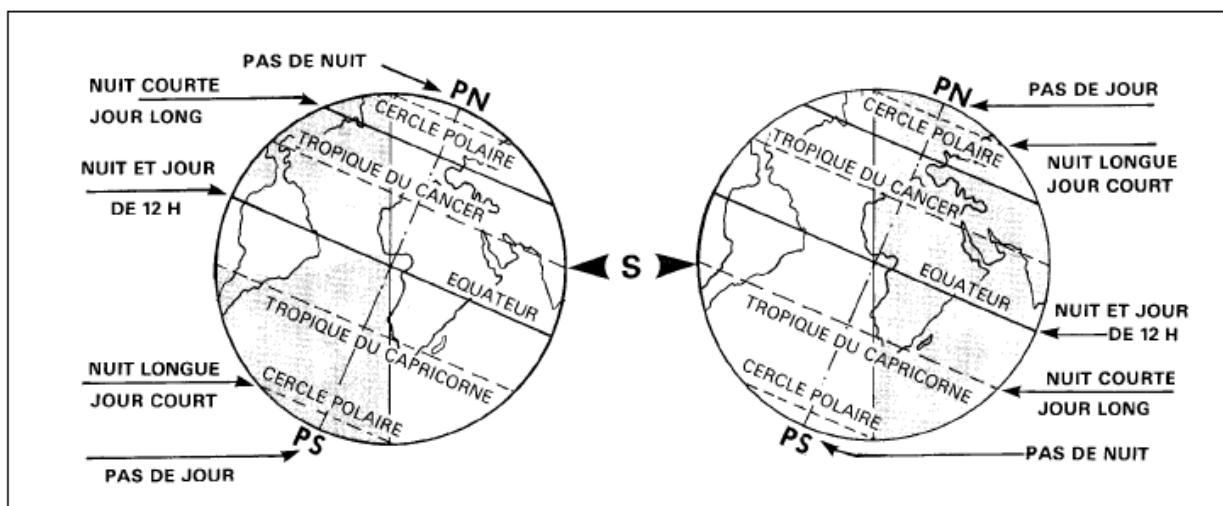 PAS DE NUIT
PN
NUIT COURTE
JOUR LONG
CERCLE POLAIRE
TROPIQUE DU CANCER
NUIT ET JOUR
DE 12 H
EQUATEUR
TROPIQUE DU CAPRICORNE
NUIT LONGUE
JOUR COURT
CERCLE POLAIRE
PS
PAS DE JOUR
S
PN
PAS DE JOUR
CERCLE POLAIRE
NUIT LONGUE
JOUR COURT
TROPIQUE DU CANCER
EQUATEUR
NUIT ET JOUR
DE 12 H
TROPIQUE DU CAPRICORNE
NUIT COURTE
JOUR LONG
CERCLE POLAIRE
PS
PAS DE NUIT